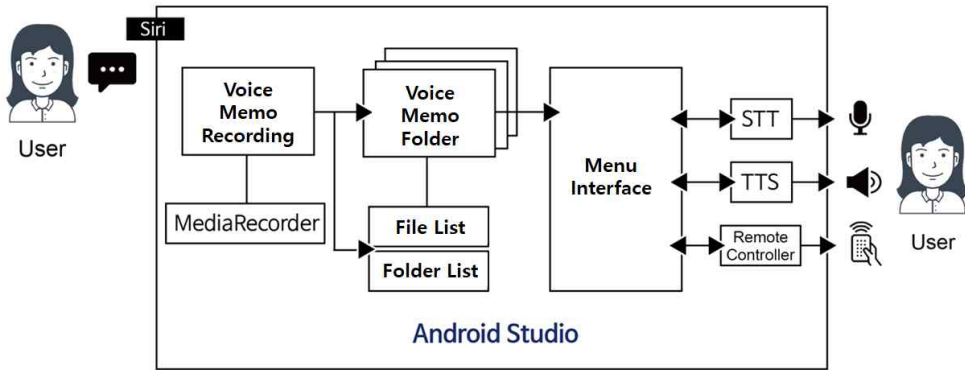 Siri
User
Voice
Memo
Recording
MediaRecorder
Voice
Memo
Folder
File List
Folder List
Menu
Interface
STT
TTS
Remote
Controller
User
Android Studio